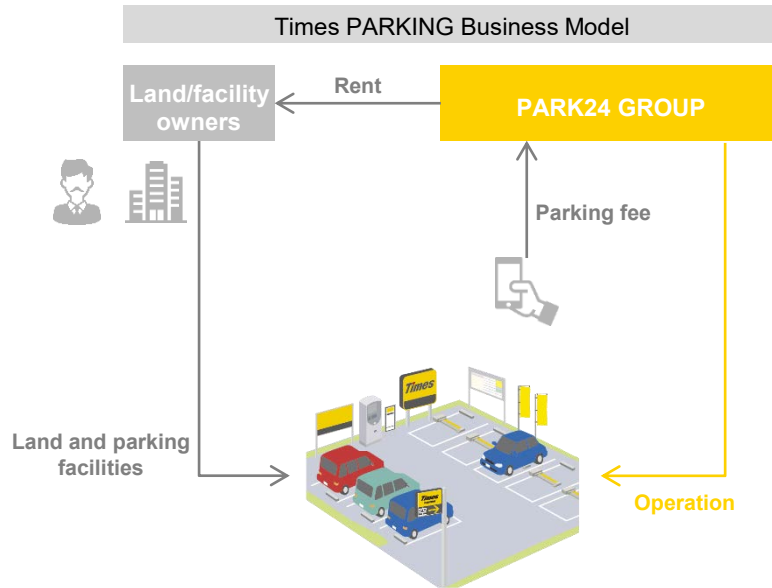 Times PARKING Business Model
Land/facility
owners
Rent
PARK24 GROUP
Parking fee
Times
Land and parking
facilities
Times
Operation